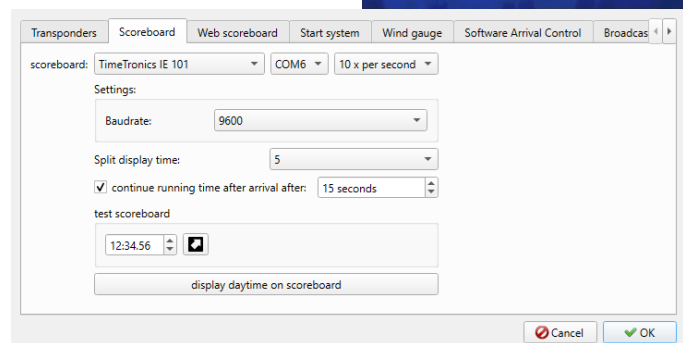 Transponders Scoreboard Web scoreboard Start system Wind gauge Software Arrival Control Broadcas
scoreboard: TimeTronics IE 101 COM6 10 x per second
Settings:
Baudrate: 9600
Split display time: 5
continue running time after arrival after: 15 seconds
test scoreboard
12:34.56
display daytime on scoreboard
Cancel OK